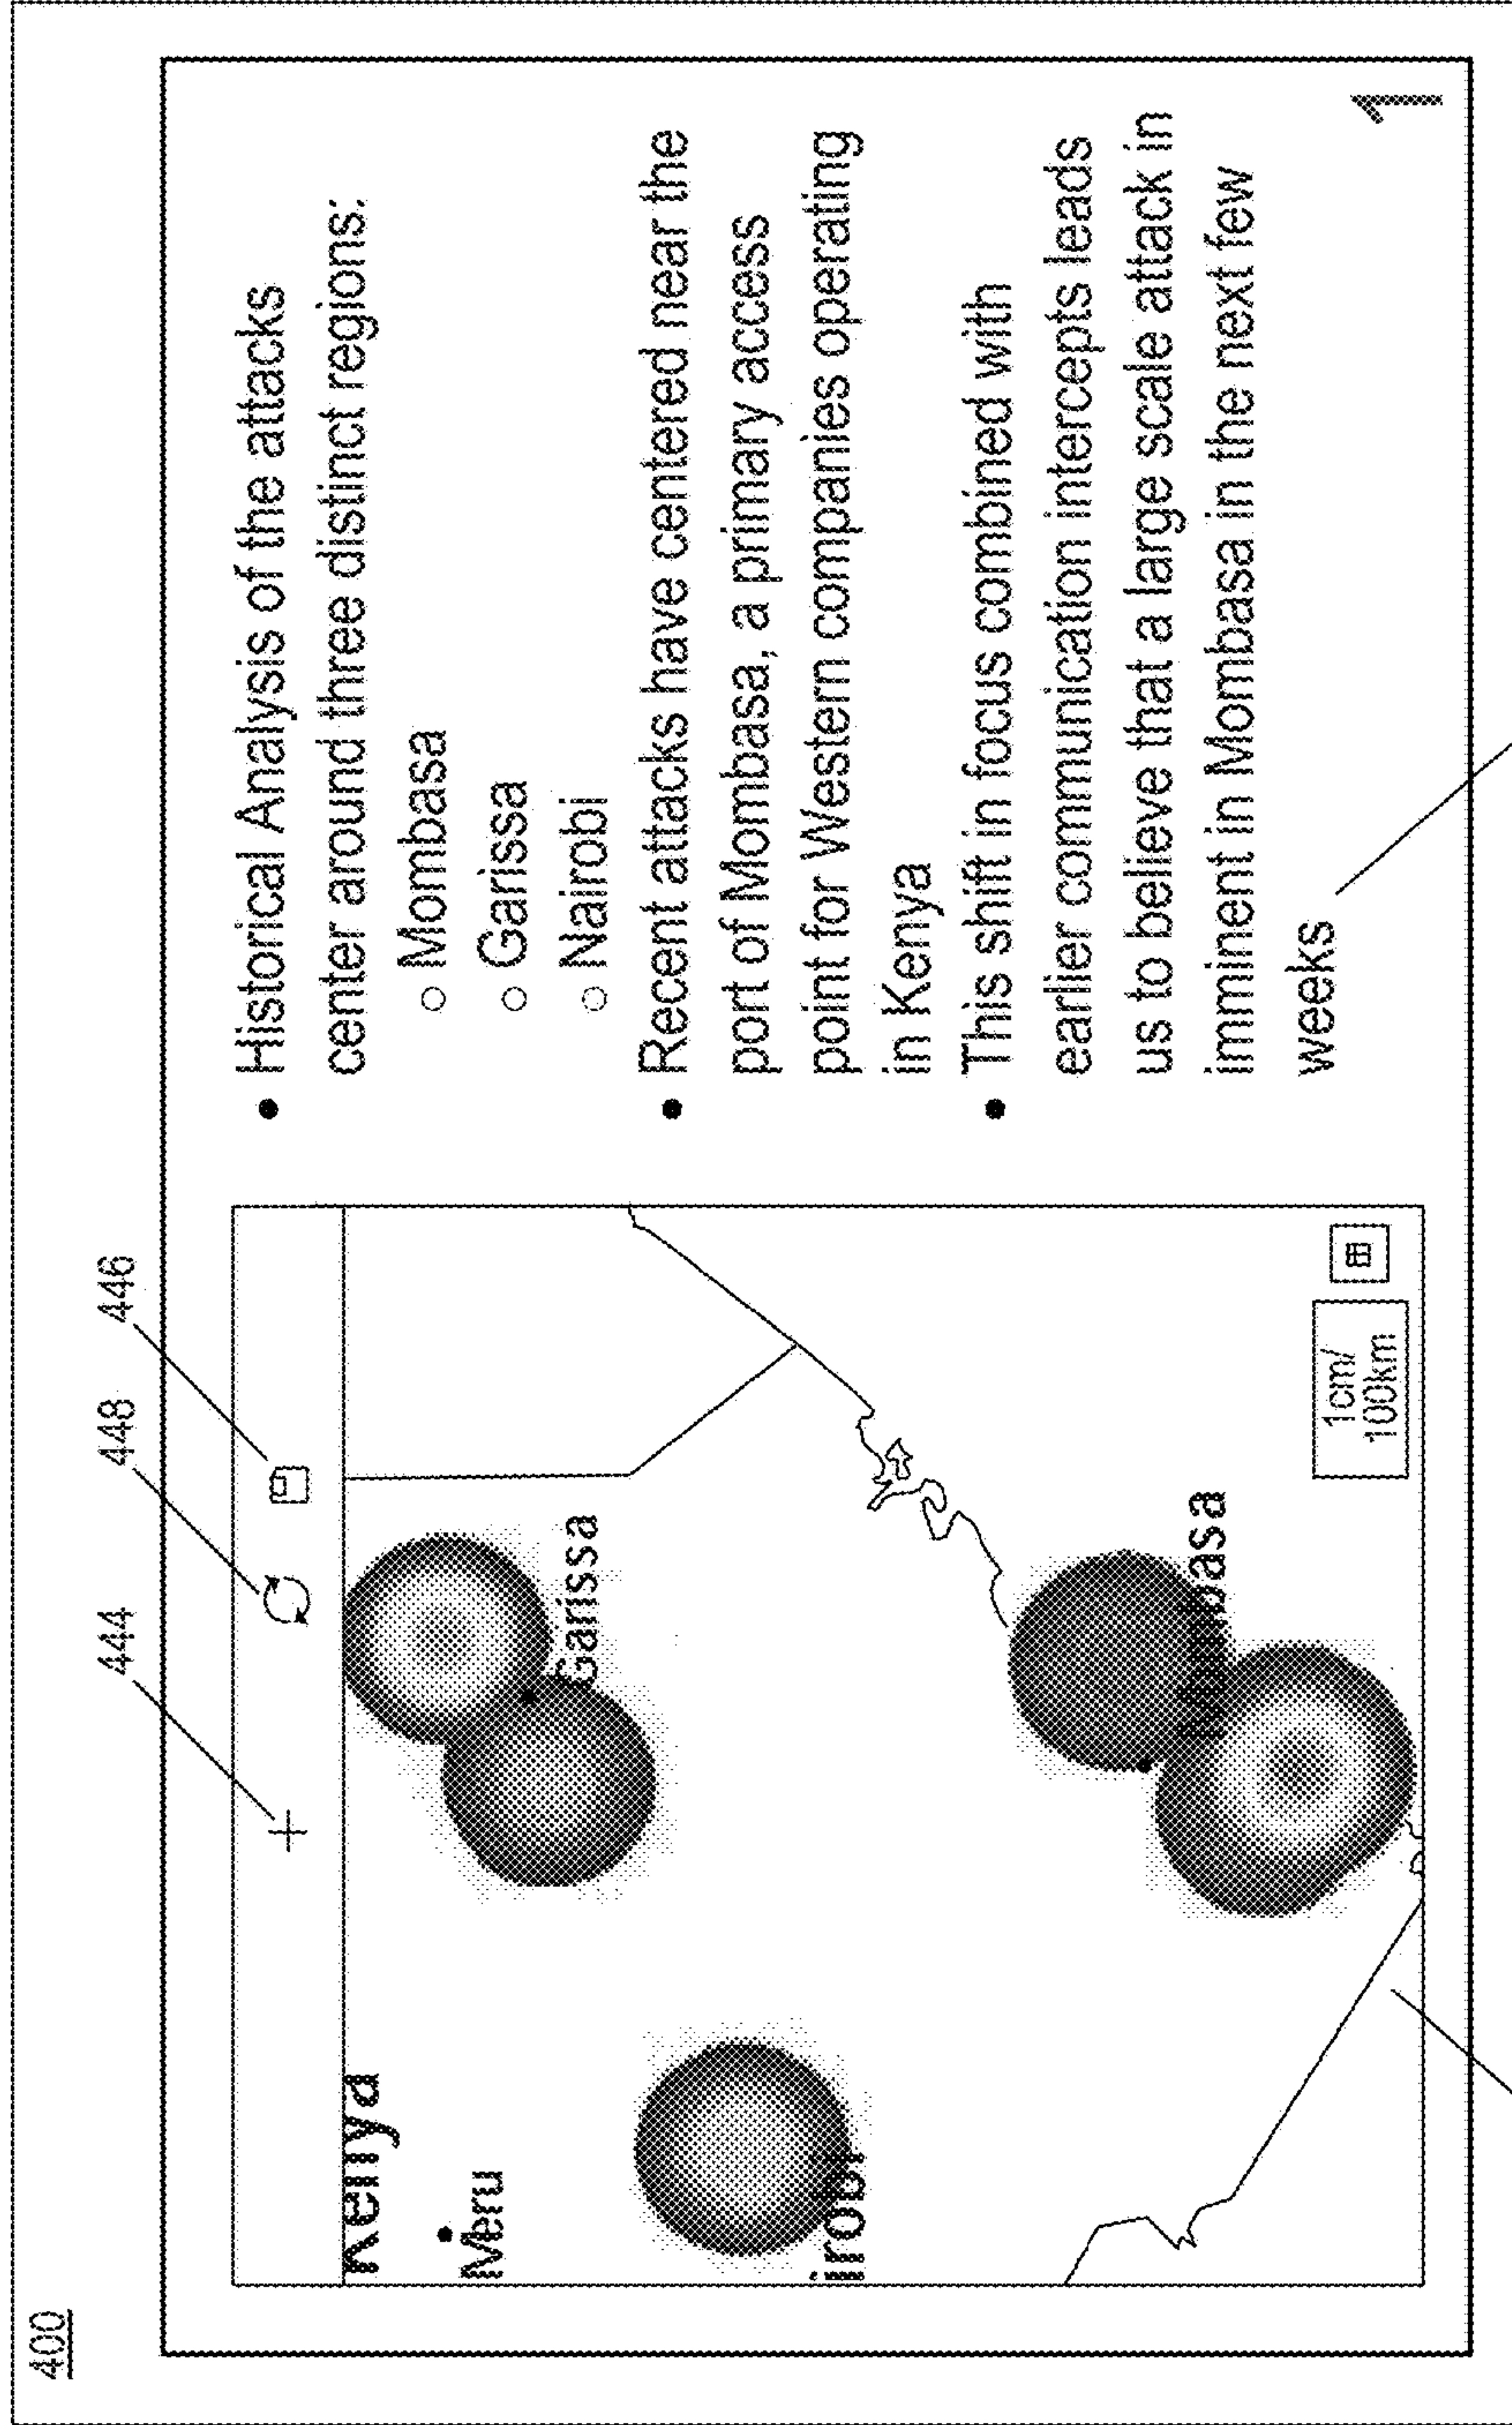 400
444
448
446
Kenya
Meru
irobi
Garissa
Mombasa
1cm/
100km
• Historical Analysis of the attacks
center around three distinct regions:
○ Mombasa
○ Garissa
○ Nairobi
• Recent attacks have centered near the
port of Mombasa, a primary access
point for Western companies operating
in Kenya
• This shift in focus combined with
earlier communication intercepts leads
us to believe that a large scale attack in
imminent in Mombasa in the next few
weeks
1